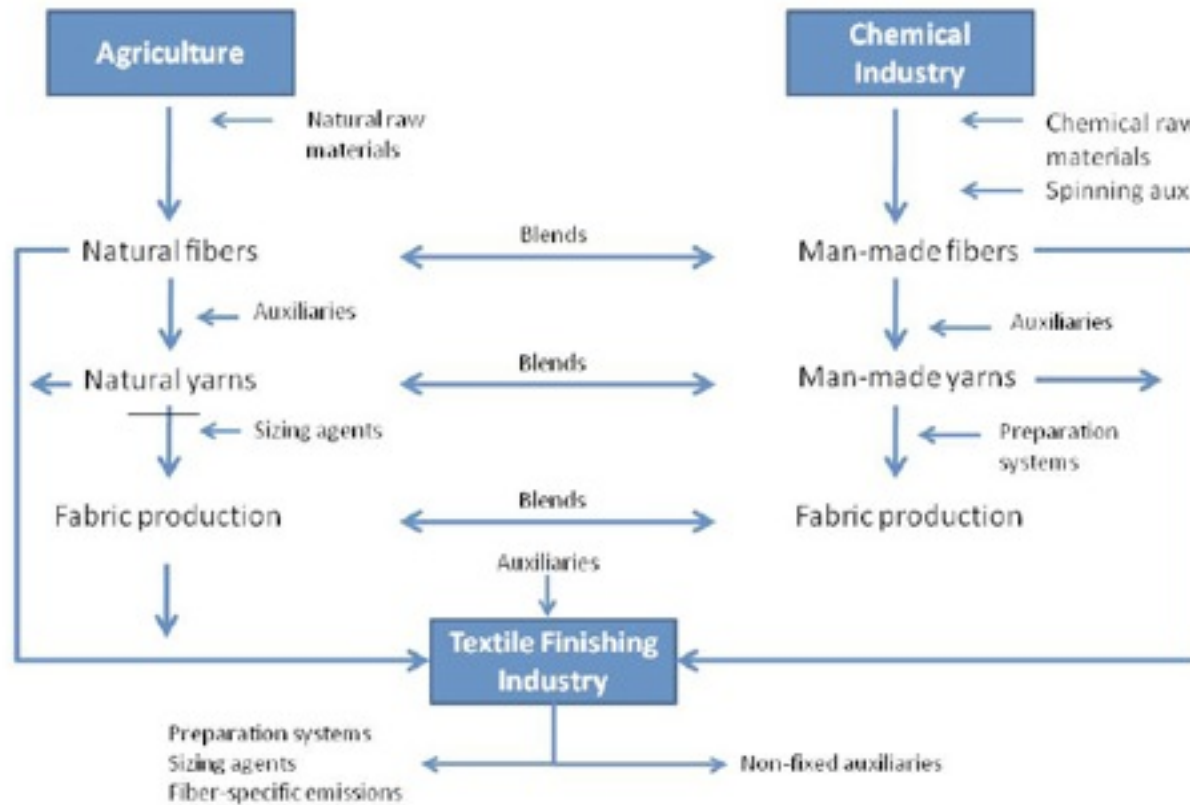 Agriculture
Chemical
Industry
Natural raw
materials
Chemical raw
materials
Spinning aux
Natural fibers
Blends
Man-made fibers
Auxiliaries
Auxiliaries
Natural yarns
Blends
Man-made yarns
Sizing agents
Preparation
systems
Fabric production
Blends
Fabric production
Auxiliaries
Textile Finishing
Industry
Preparation systems
Sizing agents
Fiber-specific emissions
Non-fixed auxiliaries